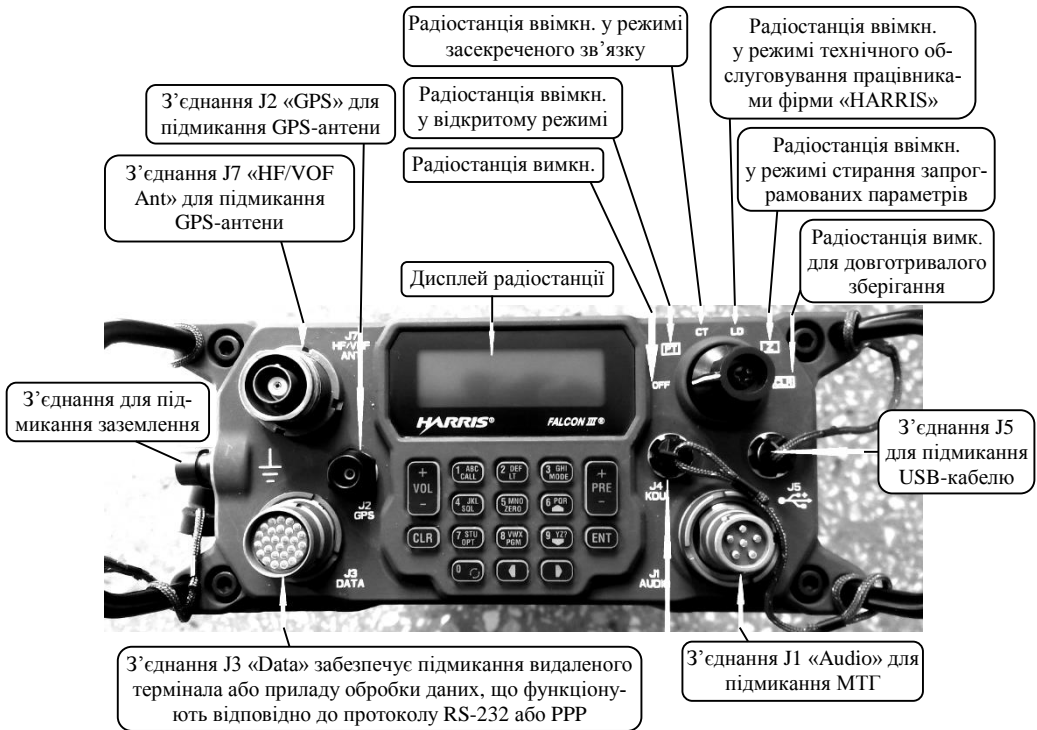 Радіостанція ввімкн. у режимі
засекреченого зв’язку
Радіостанція ввімкн.
у режимі технічного об-
слуговування працівника-
ми фірми «HARRIS»
З’єднання J2 «GPS» для
підмикання GPS-антени
Радіостанція ввімкн.
у відкритому режимі
З’єднання J7 «HF/VOF
Ant» для підмикання
GPS-антени
Радіостанція вимкн.
Радіостанція ввімкн.
у режимі стирання запрог-
рамованих параметрів
Дисплей радіостанції
Радіостанція вимк.
для довготривалого
зберігання
J7
HF/VHF
ANT
CT
LD
PT
Z
OFF
CLR
З’єднання для під-
микання заземлення
HARRIS®
FALCON III®
З’єднання J5
для підмикання
USB-кабелю
J2
GPS
J4
KDU
J5
+ VOL -
1 ABC CALL
2 DEF LT
3 GHI MODE
+ PRE -
4 JKL SQL
5 MNO ZERO
6 PQR
CLR
7 STU OPT
8 VWX PGM
9 YZ?
ENT
0
J3
DATA
J1
AUDIO
З’єднання J3 «Data» забезпечує підмикання видаленого
термінала або приладу обробки даних, що функціону-
ють відповідно до протоколу RS-232 або PPP
З’єднання J1 «Audio» для
підмикання МТГ